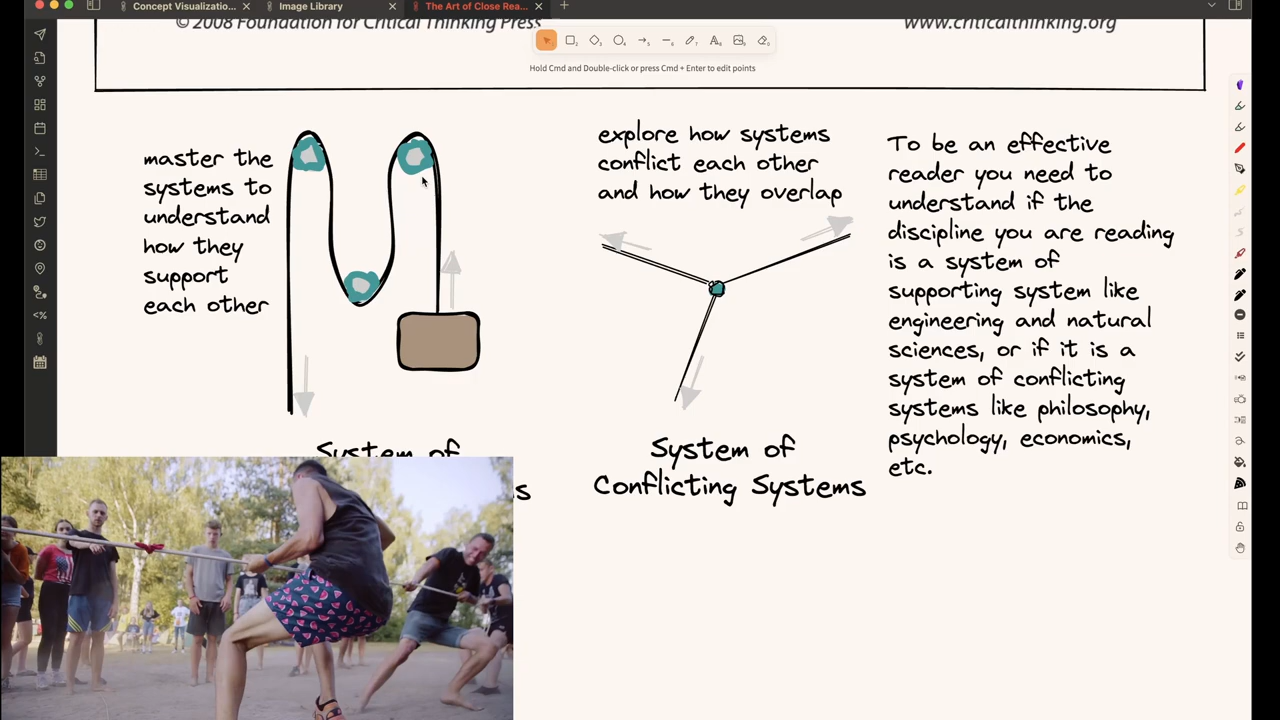 Concept Visualizatio...
Image Library
The Art of Close Rea...
© 2008 Foundation for Critical Thinking Press
www.criticalthinking.org
Hold Cmd and Double-click or press Cmd + Enter to edit points
master the
systems to
understand
how they
support
each other
explore how systems
conflict each other
and how they overlap
To be an effective
reader you need to
understand if the
discipline you are reading
is a system of
supporting system like
engineering and natural
sciences, or if it is a
system of conflicting
systems like philosophy,
psychology, economics,
etc.
System of
System of
Conflicting Systems